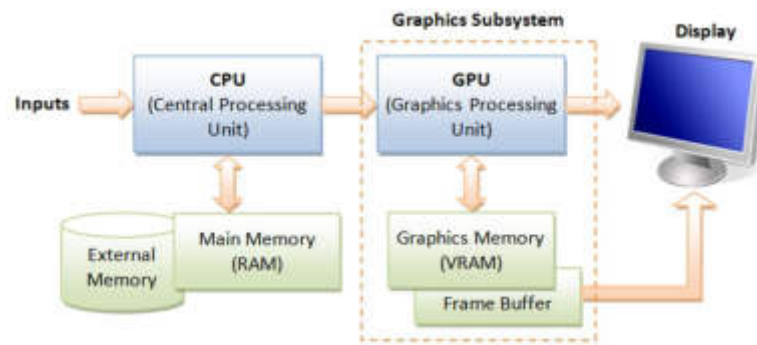 Graphics Subsystem
Display
Inputs
CPU
(Central Processing
Unit)
GPU
(Graphics Processing
Unit)
External
Memory
Main Memory
(RAM)
Graphics Memory
(VRAM)
Frame Buffer